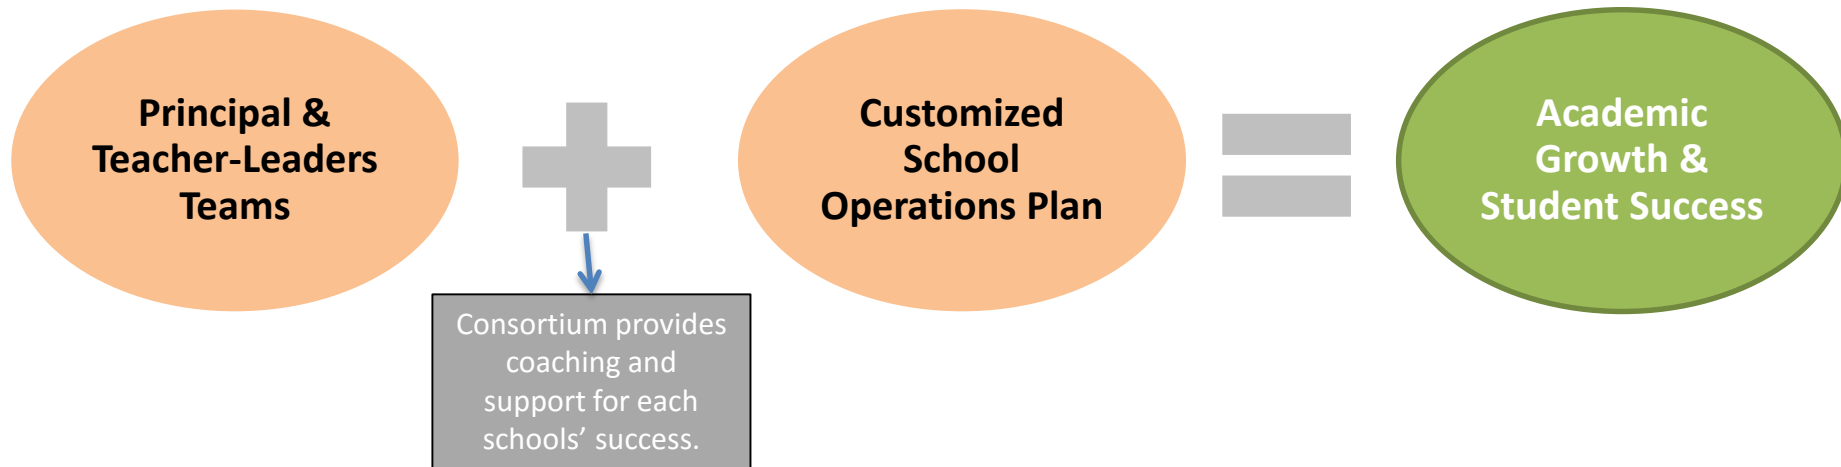 Principal &
Teacher-Leaders
Teams
Customized
School
Operations Plan
Academic
Growth &
Student Success
Consortium provides
coaching and
support for each
schools’ success.